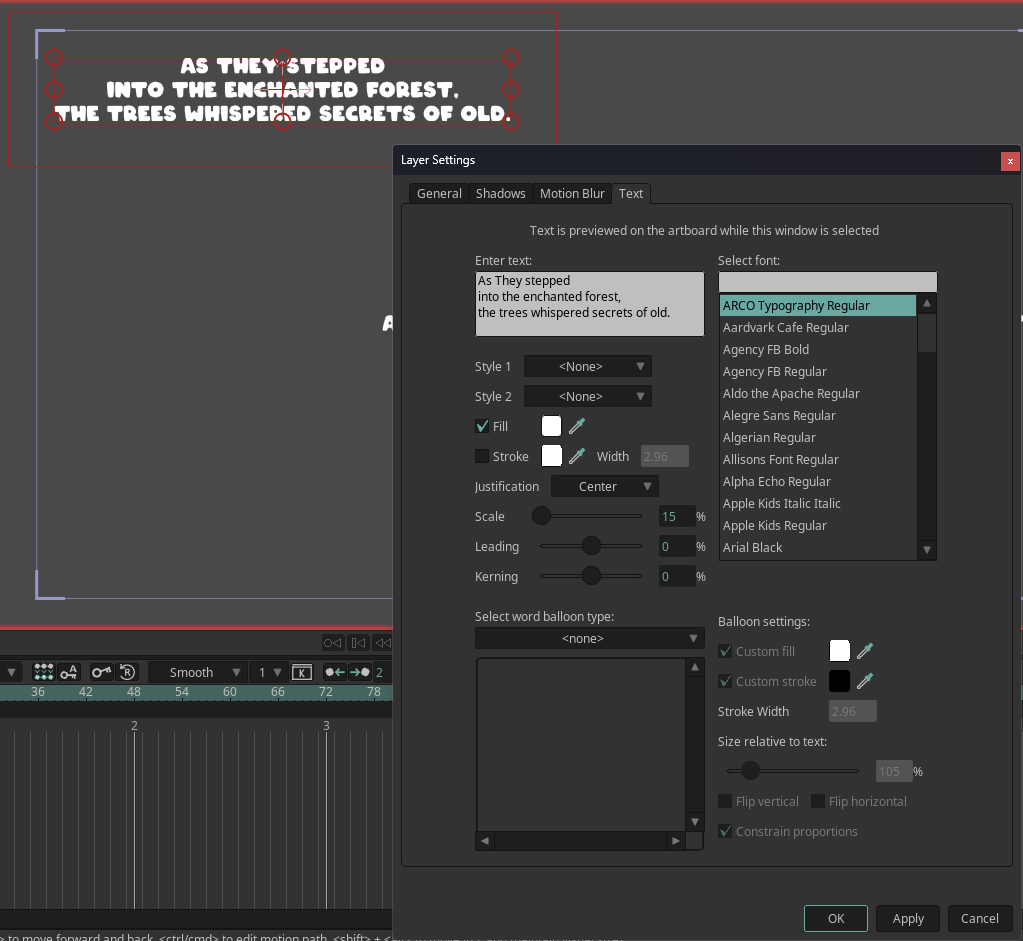 AS THEY STEPPED
INTO THE ENCHANTED FOREST,
THE TREES WHISPERED SECRETS OF OLD.
Layer Settings
x
General Shadows Motion Blur Text
Text is previewed on the artboard while this window is selected
Enter text:
As They stepped
into the enchanted forest,
the trees whispered secrets of old.
Select font:
ARCO Typography Regular
Aardvark Cafe Regular
Agency FB Bold
Agency FB Regular
Aldo the Apache Regular
Alegre Sans Regular
Algerian Regular
Allisons Font Regular
Alpha Echo Regular
Apple Kids Italic Italic
Apple Kids Regular
Arial Black
Style 1 <None>
Style 2 <None>
Fill
Stroke Width 2.96
Justification Center
Scale 15 %
Leading 0 %
Kerning 0 %
Select word balloon type:
<none>
Balloon settings:
Custom fill
Custom stroke
Stroke Width 2.96
Size relative to text:
105 %
Flip vertical Flip horizontal
Constrain proportions
OK Apply Cancel
A
R Smooth 1 K 2
36 42 48 54 60 66 72 78
2 3
> to move forward and back, <ctrl/cmd> to edit motion path, <shift> +